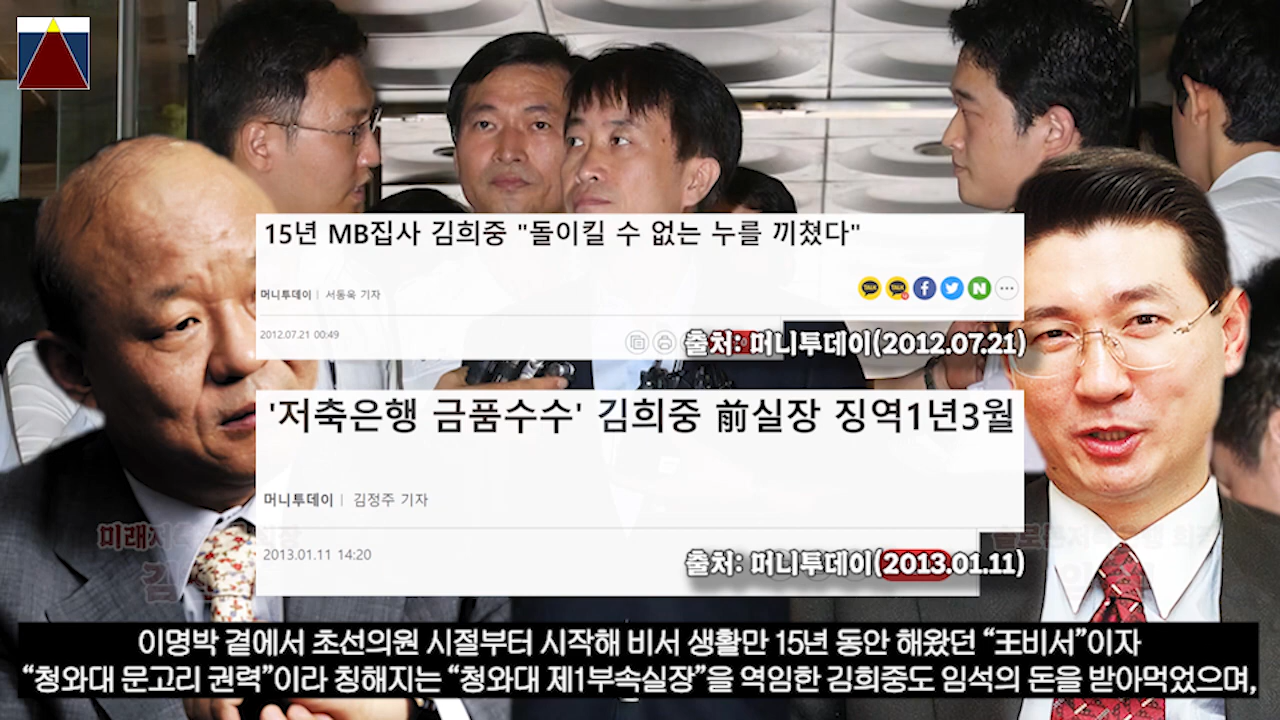 15년 MB집사 김희중 "돌이킬 수 없는 누를 끼쳤다"
머니투데이 | 서동욱 기자
2012.07.21 00:49
출처: 머니투데이(2012.07.21)
'저축은행 금품수수' 김희중 前실장 징역1년3월
머니투데이 | 김정주 기자
2013.01.11 14:20
출처: 머니투데이(2013.01.11)
이명박 곁에서 초선의원 시절부터 시작해 비서 생활만 15년 동안 해왔던 “王비서”이자
“청와대 문고리 권력”이라 칭해지는 “청와대 제1부속실장”을 역임한 김희중도 임석의 돈을 받아먹었으며,